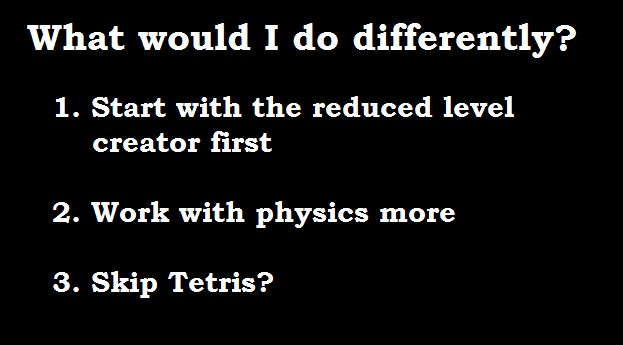 What would I do differently?
1. Start with the reduced level
creator first
2. Work with physics more
3. Skip Tetris?